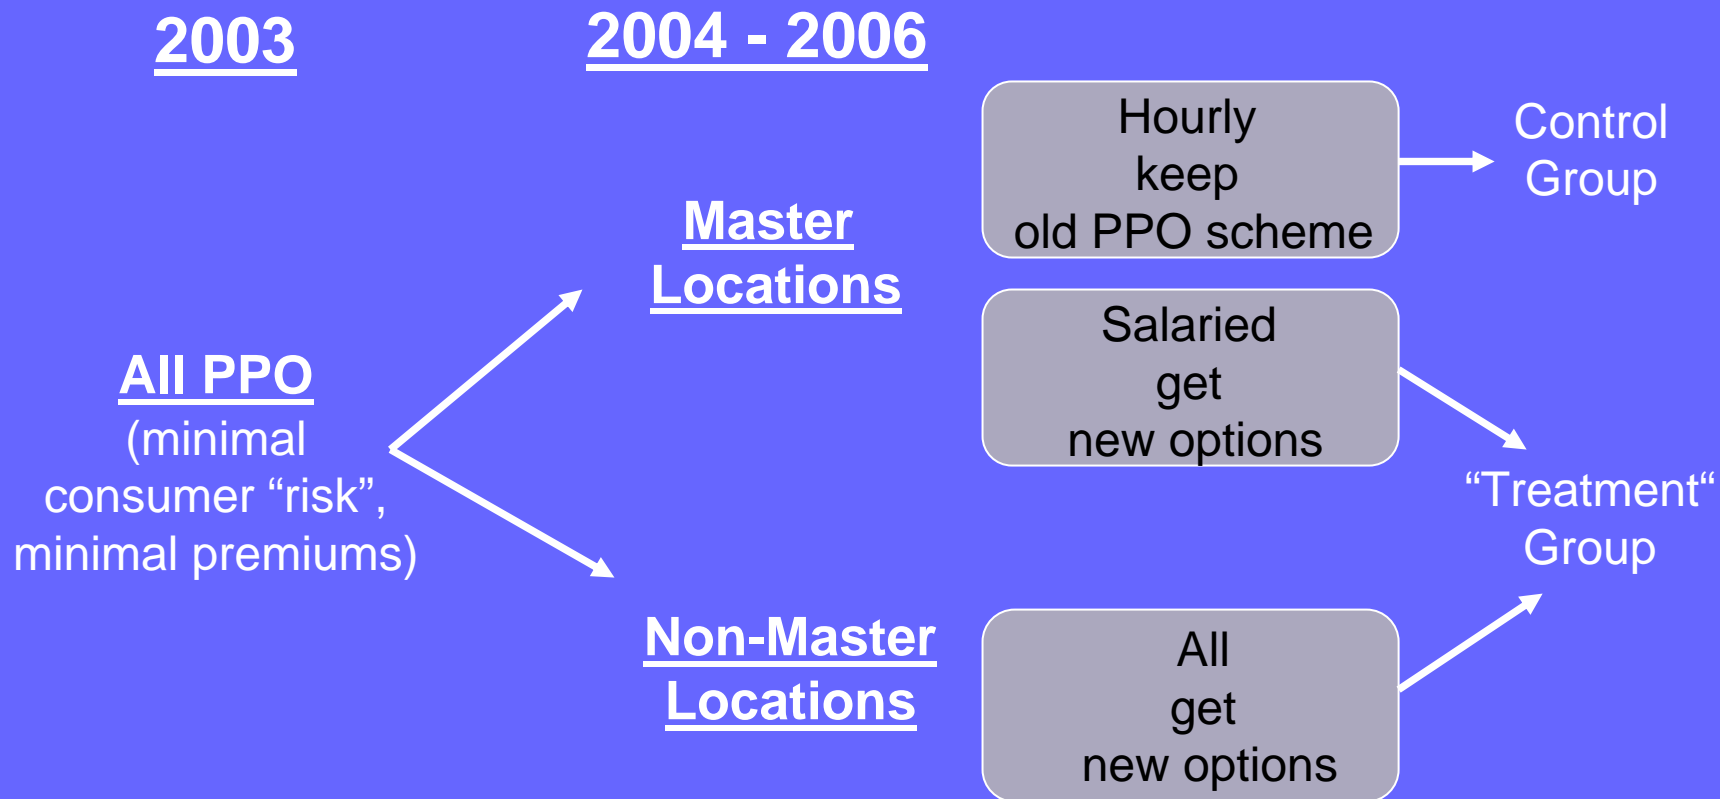 2003
2004 - 2006
All PPO
(minimal
consumer “risk”,
minimal premiums)
Master
Locations
Hourly
keep
old PPO scheme
Control
Group
Salaried
get
new options
“Treatment“
Group
Non-Master
Locations
All
get
new options